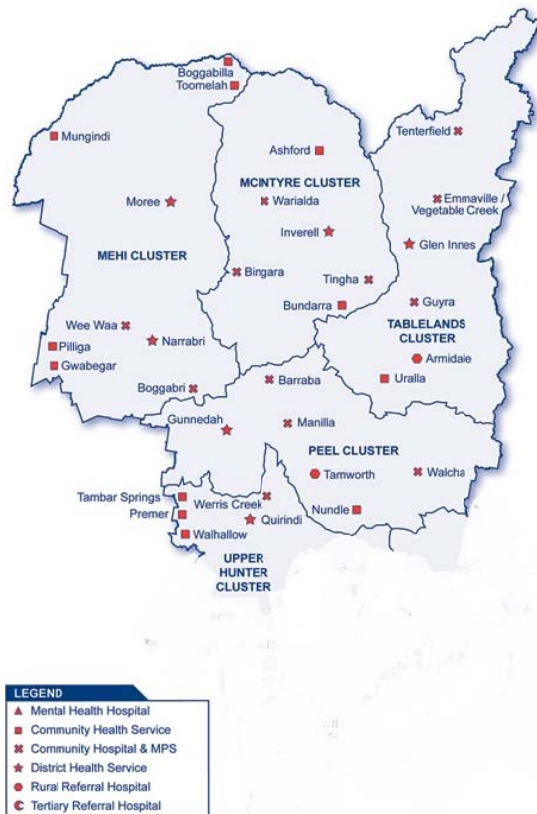 Boggabilla
Toomelah
Mungindi
Tenterfield
Ashford
MCINTYRE CLUSTER
Warialda
Emmaville /
Vegetable Creek
Moree
Inverell
Glen Innes
MEHI CLUSTER
Bingara
Tingha
Bundarra
Guyra
Wee Waa
TABLELANDS
CLUSTER
Pilliga
Narrabri
Armidale
Gwabegar
Uralla
Boggabri
Barraba
Gunnedah
Manilla
PEEL CLUSTER
Tamworth
Walcha
Tambar Springs
Werris Creek
Premer
Quirindi
Nundle
Walhallow
UPPER
HUNTER
CLUSTER
LEGEND
Mental Health Hospital
Community Health Service
Community Hospital & MPS
District Health Service
Rural Referral Hospital
Tertiary Referral Hospital